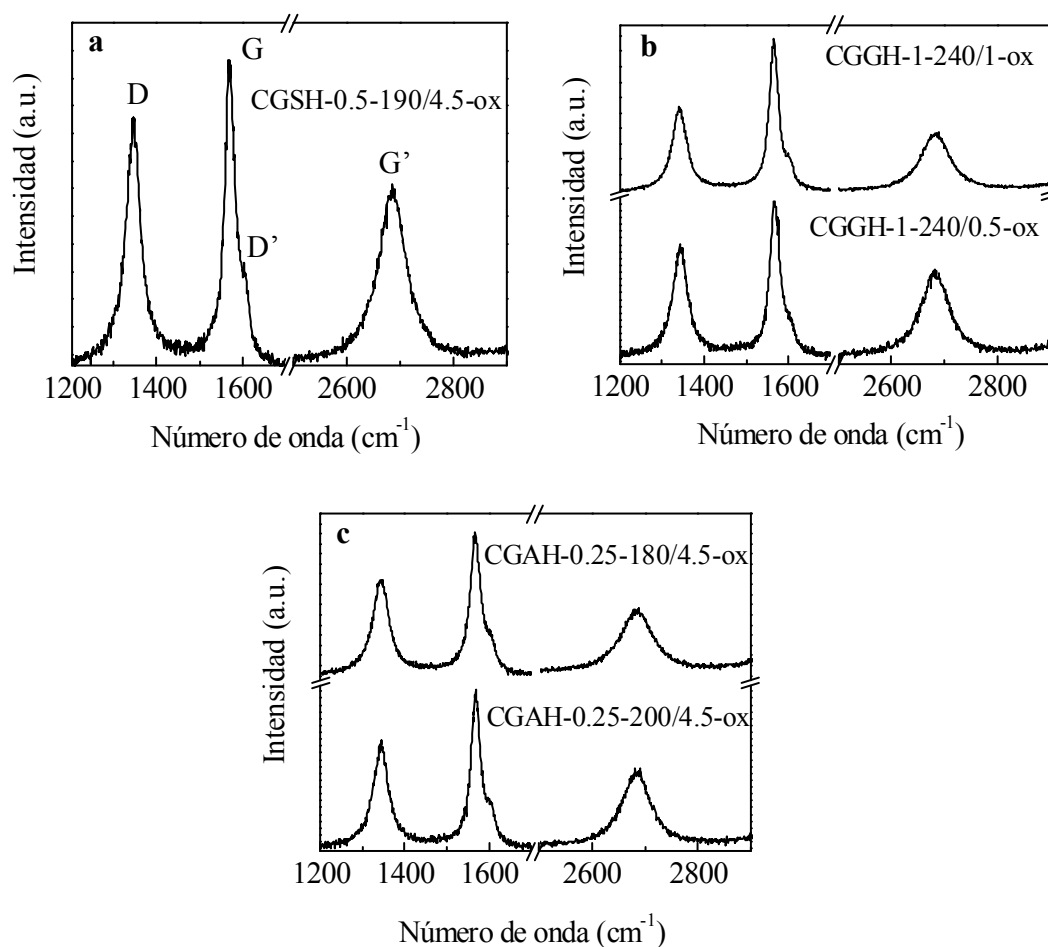 a
D
G
CGSH-0.5-190/4.5-ox
G’
D’
Intensidad (a.u.)
1200 1400 1600 2600 2800
Número de onda (cm⁻¹)
b
CGGH-1-240/1-ox
CGGH-1-240/0.5-ox
Intensidad (a.u.)
1200 1400 1600 2600 2800
Número de onda (cm⁻¹)
c
CGAH-0.25-180/4.5-ox
CGAH-0.25-200/4.5-ox
Intensidad (a.u.)
1200 1400 1600 2600 2800
Número de onda (cm⁻¹)